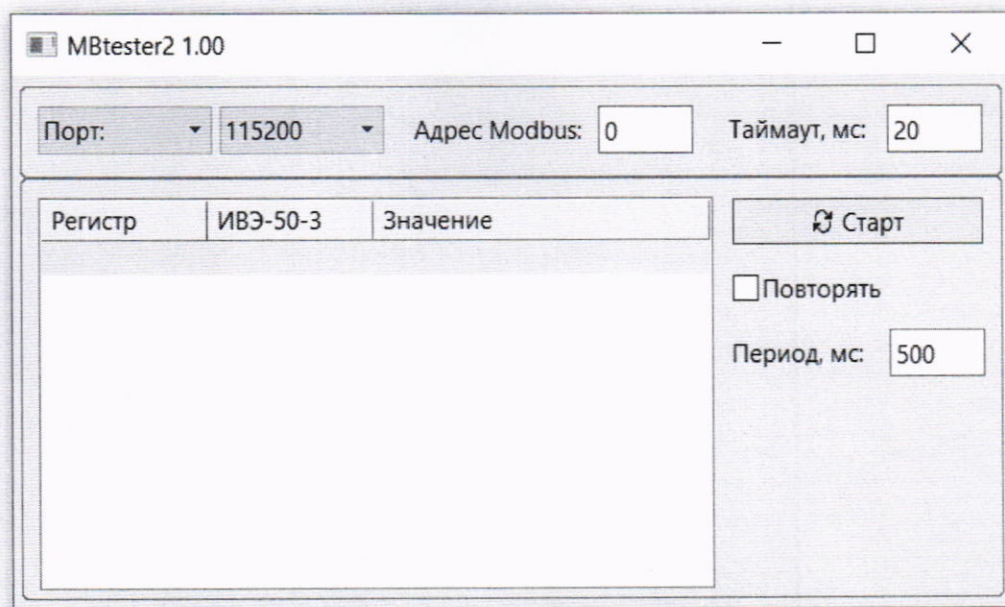 MBtester2 1.00
Порт: 115200 Адрес Modbus: 0 Таймаут, мс: 20
Регистр ИВЭ-50-3 Значение
Старт
Повторять
Период, мс: 500